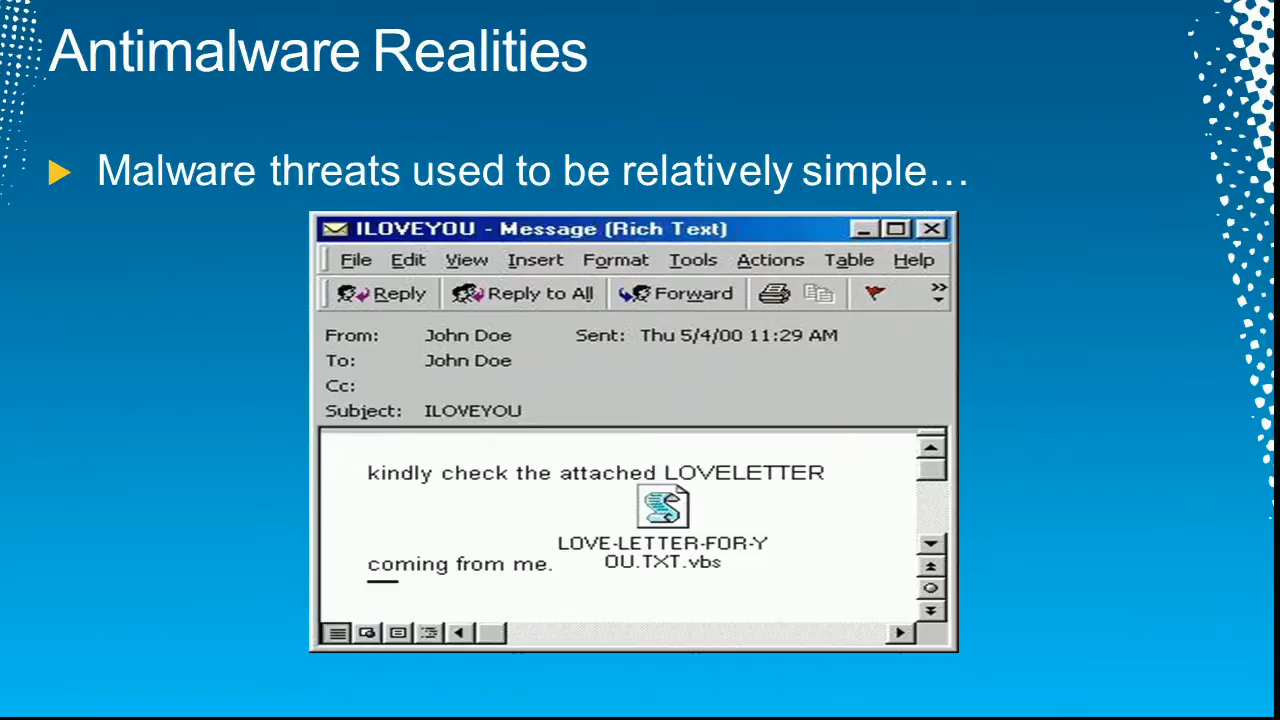 Antimalware Realities
Malware threats used to be relatively simple…
ILOVEYOU - Message (Rich Text)
File Edit View Insert Format Tools Actions Table Help
Reply Reply to All Forward
From: John Doe Sent: Thu 5/4/00 11:29 AM
To: John Doe
Cc:
Subject: ILOVEYOU
kindly check the attached LOVELETTER
LOVE-LETTER-FOR-Y
OU.TXT.vbs
coming from me.